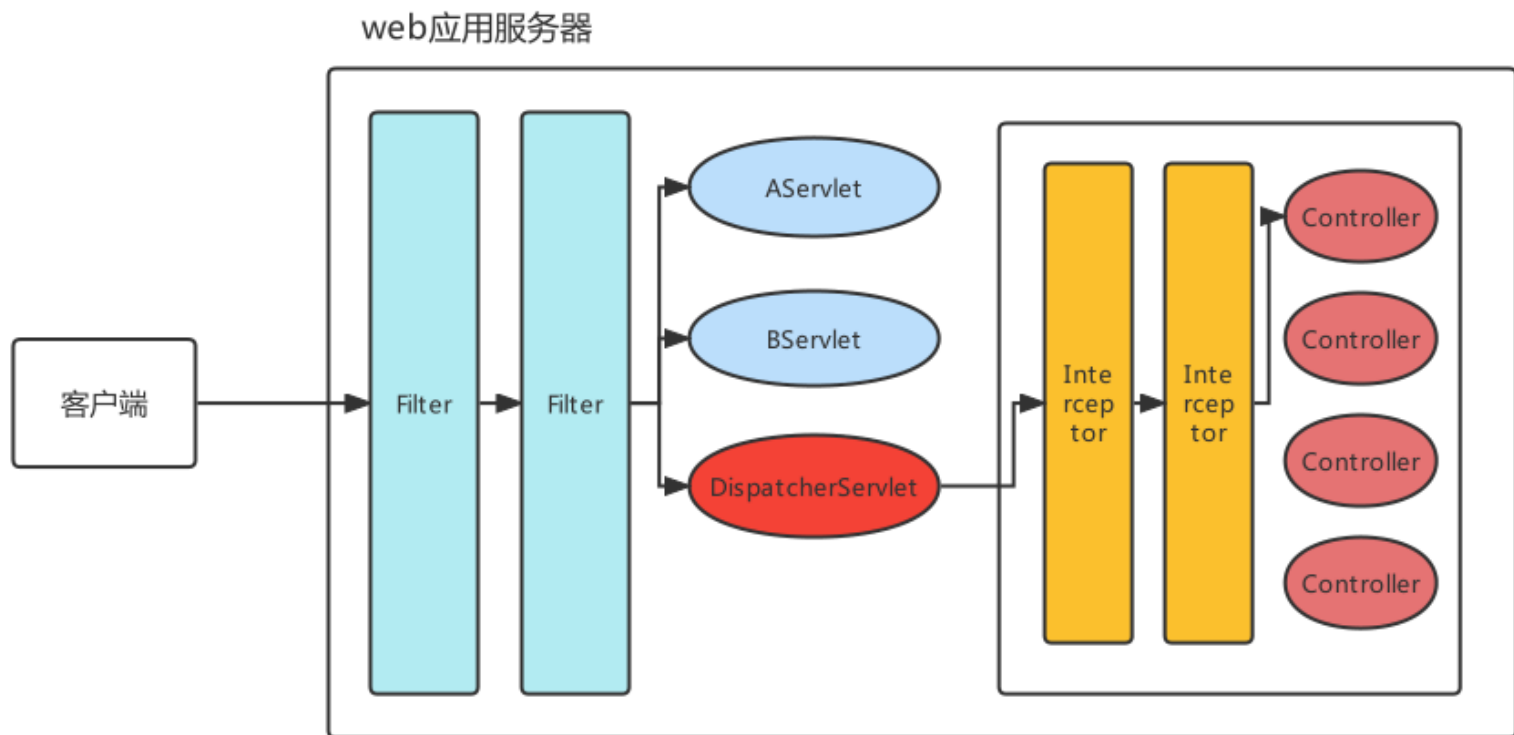 web应用服务器
客户端
Filter
Filter
AServlet
BServlet
DispatcherServlet
Inte
rcep
tor
Inte
rcep
tor
Controller
Controller
Controller
Controller